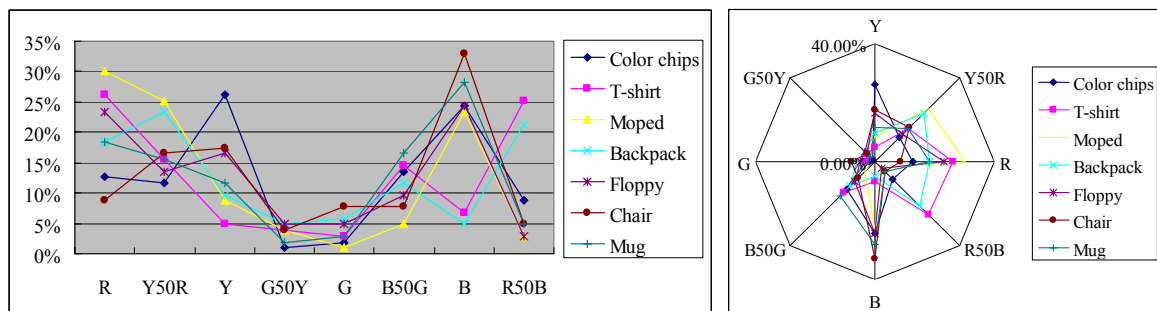 35%
30%
25%
20%
15%
10%
5%
0%
R Y50R Y G50Y G B50G B R50B
Color chips
T-shirt
Moped
Backpack
Floppy
Chair
Mug
Y
40.00%
G50Y
Y50R
G
0.00%
R
B50G
R50B
B
Color chips
T-shirt
Moped
Backpack
Floppy
Chair
Mug